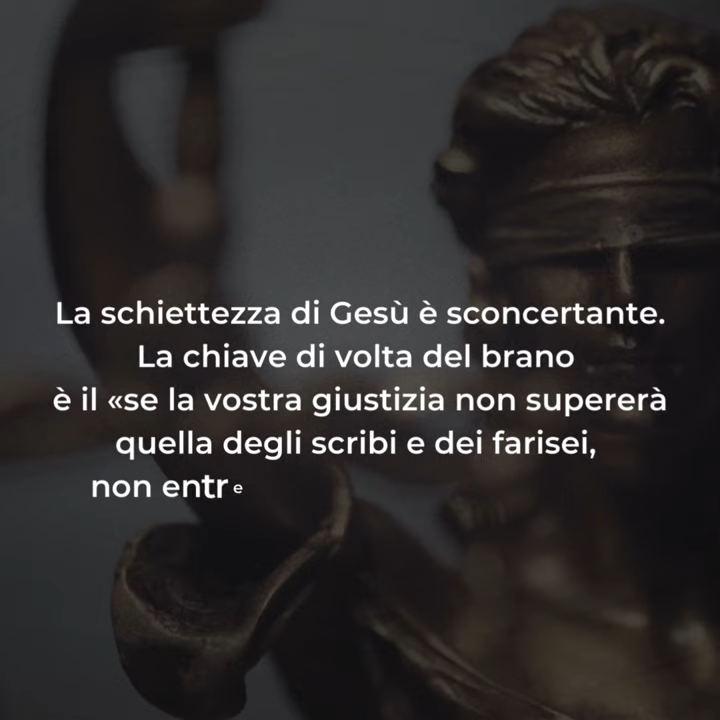 La schiettezza di Gesù è sconcertante.
La chiave di volta del brano
è il «se la vostra giustizia non supererà
quella degli scribi e dei farisei,
non entre